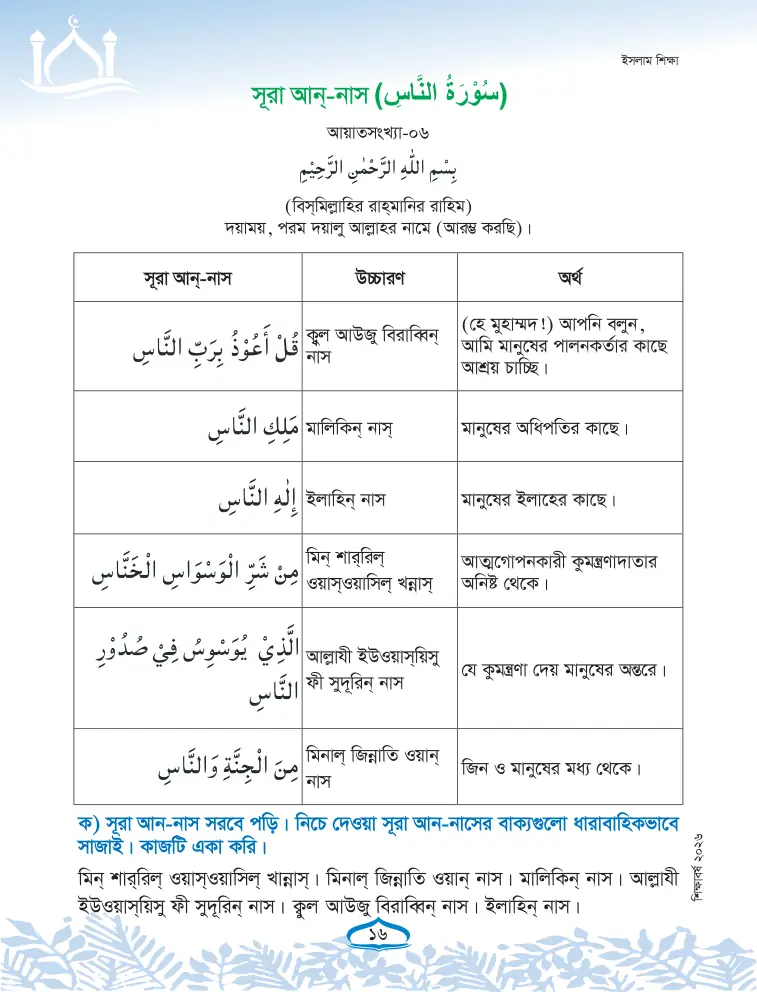 ইসলাম শিক্ষা
সূরা আন্-নাস (سُوْرَةُ النَّاسِ)
আয়াতসংখ্যা-০৬
بِسْمِ اللّٰهِ الرَّحْمٰنِ الرَّحِيْمِ
(বিস্‌মিল্লাহির রাহ্‌মানির রাহিম)
দয়াময়, পরম দয়ালু আল্লাহর নামে (আরম্ভ করছি)।
সূরা আন্-নাস উচ্চারণ অর্থ
قُلْ أَعُوْذُ بِرَبِّ النَّاسِ
ক্বুল আউজু বিরাব্বিন্
নাস
(হে মুহাম্মদ!) আপনি বলুন,
আমি মানুষের পালনকর্তার কাছে
আশ্রয় চাচ্ছি।
مَلِكِ النَّاسِ
মালিকিন্ নাস্
মানুষের অধিপতির কাছে।
إِلٰهِ النَّاسِ
ইলাহিন্ নাস
মানুষের ইলাহের কাছে।
مِنْ شَرِّ الْوَسْوَاسِ الْخَنَّاسِ
মিন্ শার্‌রিল্
ওয়াস্‌ওয়াসিল্ খন্নাস্
আত্মগোপনকারী কুমন্ত্রণাদাতার
অনিষ্ট থেকে।
الَّذِيْ يُوَسْوِسُ فِيْ صُدُوْرِ
النَّاسِ
আল্লাযী ইউওয়াস্‌য়িসু
ফী সুদূরিন্ নাস
যে কুমন্ত্রণা দেয় মানুষের অন্তরে।
مِنَ الْجِنَّةِ وَالنَّاسِ
মিনাল্ জিন্নাতি ওয়ান্
নাস
জিন ও মানুষের মধ্য থেকে।
ক) সূরা আন-নাস সরবে পড়ি। নিচে দেওয়া সূরা আন-নাসের বাক্যগুলো ধারাবাহিকভাবে
সাজাই। কাজটি একা করি।
মিন্ শার্‌রিল্ ওয়াস্‌ওয়াসিল্ খান্নাস্। মিনাল্ জিন্নাতি ওয়ান্ নাস। মালিকিন্ নাস। আল্লাযী
ইউওয়াস্‌য়িসু ফী সুদূরিন্ নাস। ক্বুল আউজু বিরাব্বিন্ নাস। ইলাহিন্ নাস।
শিক্ষাবর্ষ ২০২৬
১৬